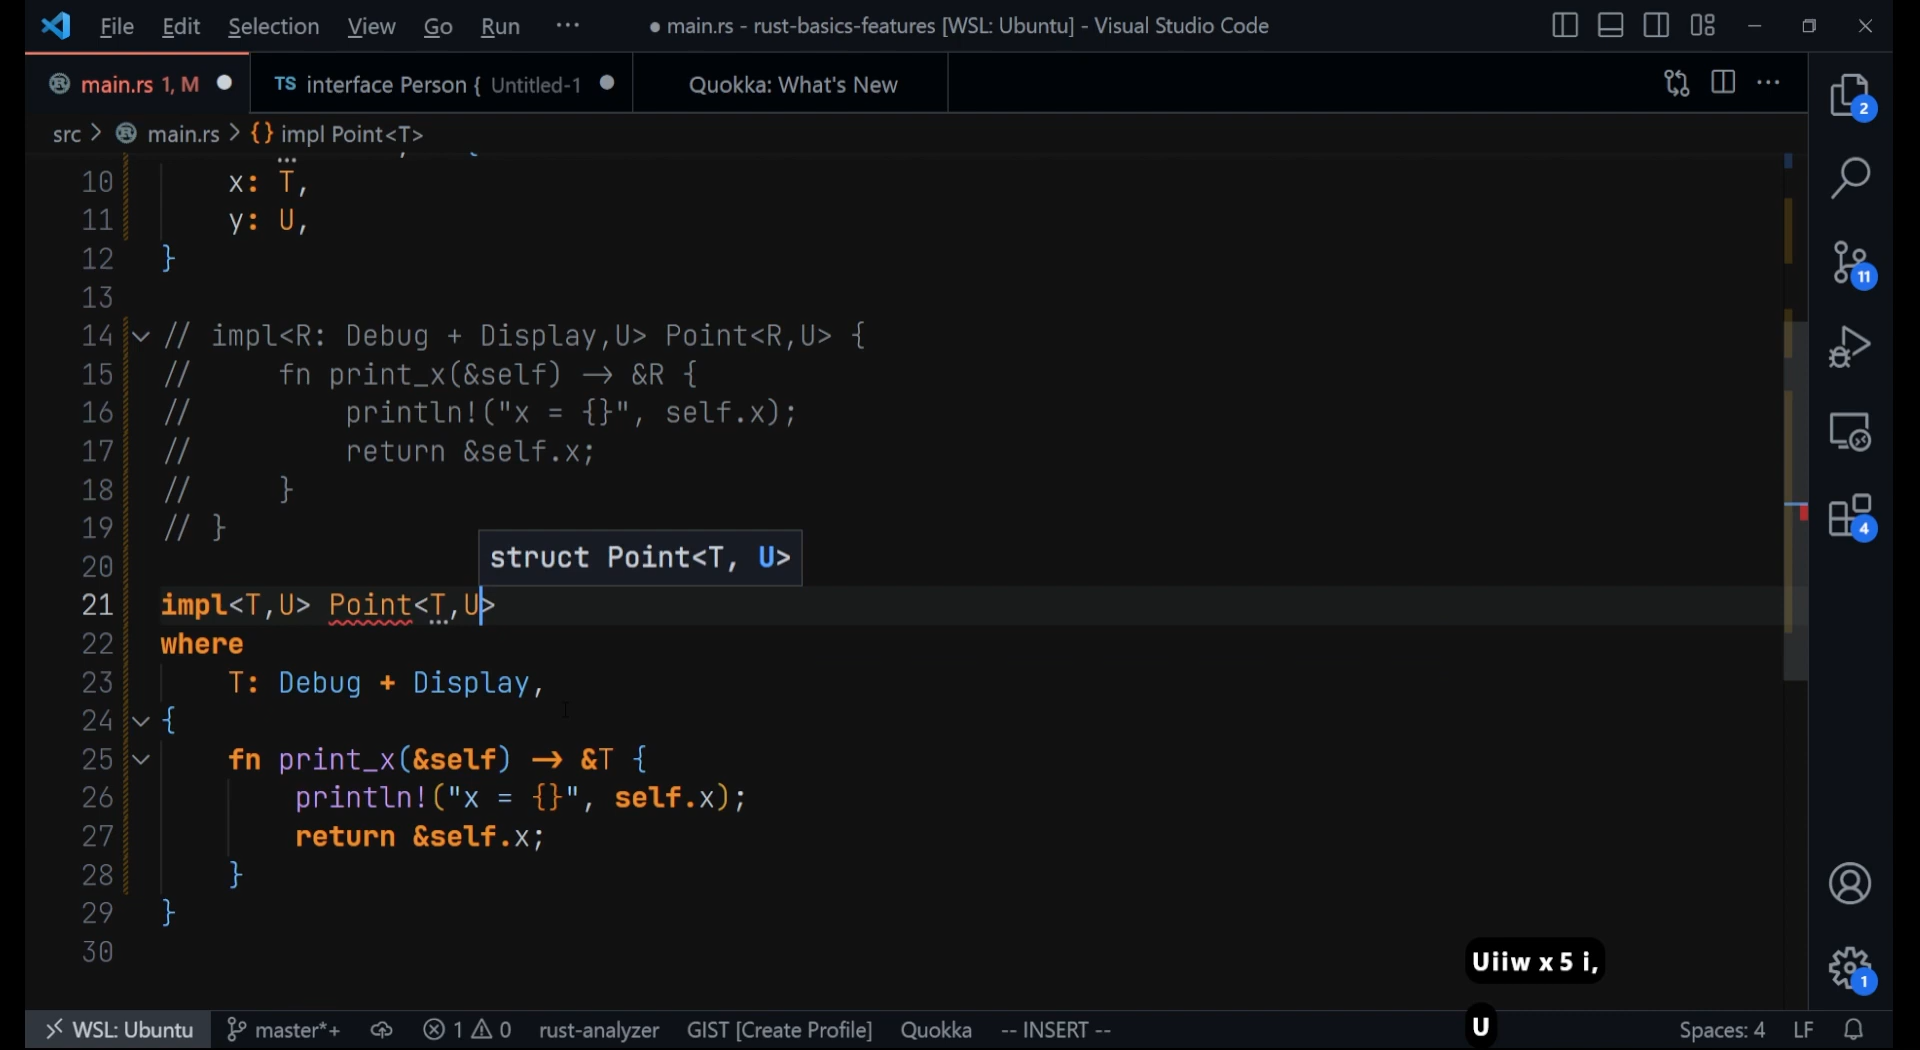 File Edit Selection View Go Run ··· ● main.rs - rust-basics-features [WSL: Ubuntu] - Visual Studio Code
main.rs 1, M ● TS interface Person { Untitled-1 ● Quokka: What's New
src > main.rs > {} impl Point<T>
10 x: T,
11 y: U,
12 }
13
14 // impl<R: Debug + Display,U> Point<R,U> {
15 // fn print_x(&self) → &R {
16 // println!("x = {}", self.x);
17 // return &self.x;
18 // }
19 // }
struct Point<T, U>
20
21 impl<T,U> Point<T,U>
22 where
23 T: Debug + Display,
24 {
25 fn print_x(&self) → &T {
26 println!("x = {}", self.x);
27 return &self.x;
28 }
29 }
30
2
11
4
1
Uiiw x 5 i,
U
WSL: Ubuntu master*+ 1 0 rust-analyzer GIST [Create Profile] Quokka -- INSERT -- Spaces: 4 LF